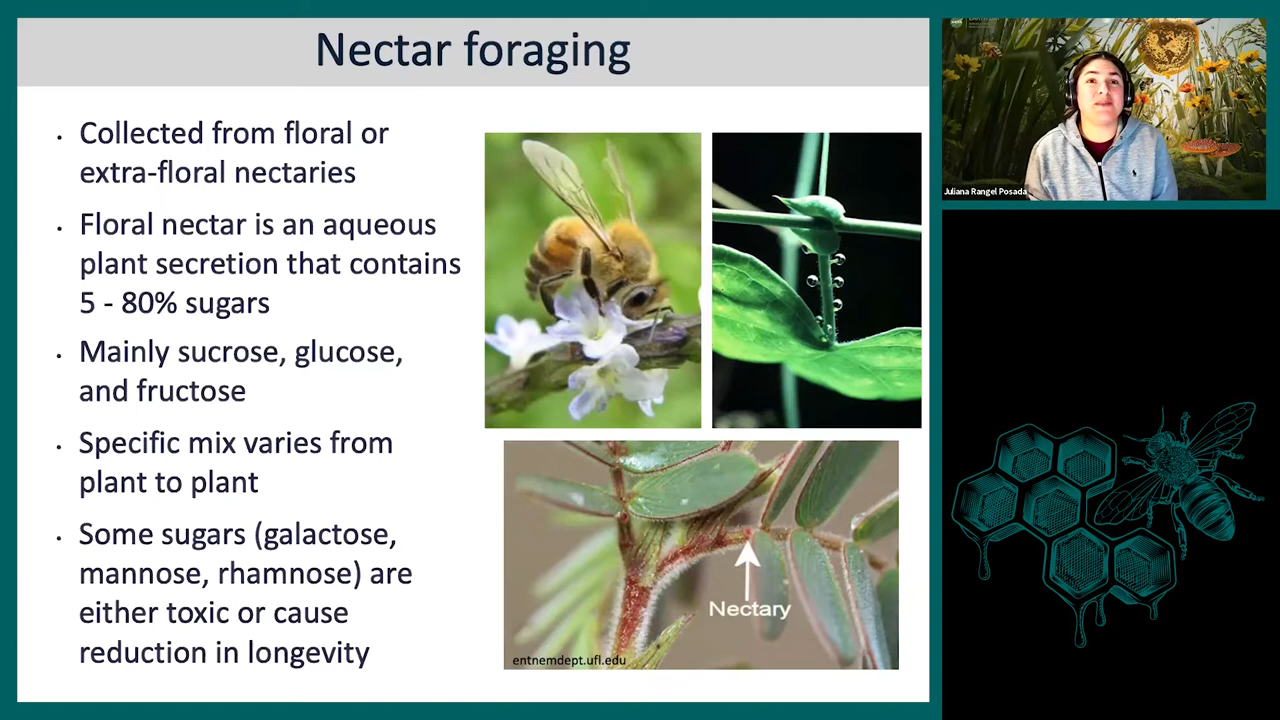 Nectar foraging
• Collected from floral or
extra-floral nectaries
• Floral nectar is an aqueous
plant secretion that contains
5 - 80% sugars
• Mainly sucrose, glucose,
and fructose
• Specific mix varies from
plant to plant
• Some sugars (galactose,
mannose, rhamnose) are
either toxic or cause
reduction in longevity
Nectary
entnemdept.ufl.edu
Juliana Rangel Posada